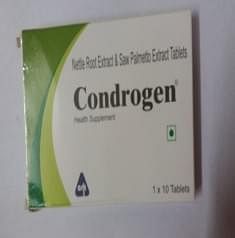 Nettle Root Extract & Saw Palmetto Extract Tablets
Condrogen®
Health Supplement
1 x 10 Tablets